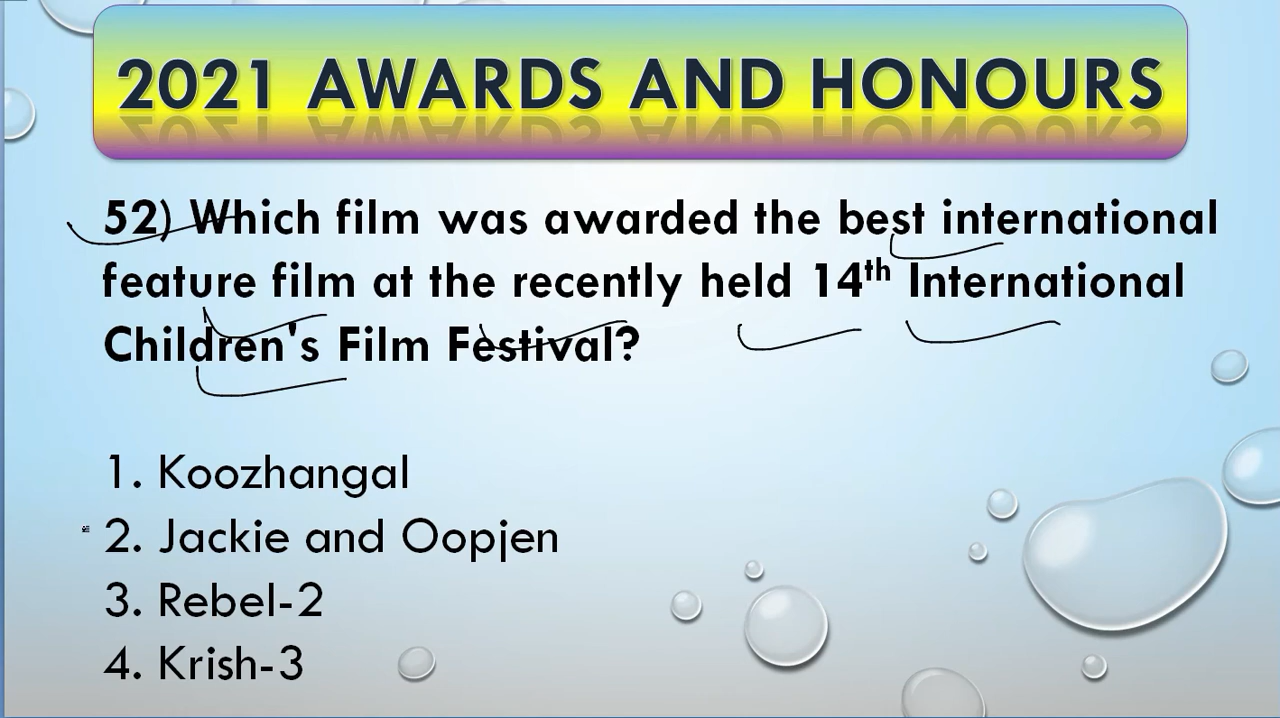 2021 AWARDS AND HONOURS
52) Which film was awarded the best international
feature film at the recently held 14th International
Children's Film Festival?
1. Koozhangal
2. Jackie and Oopjen
3. Rebel-2
4. Krish-3